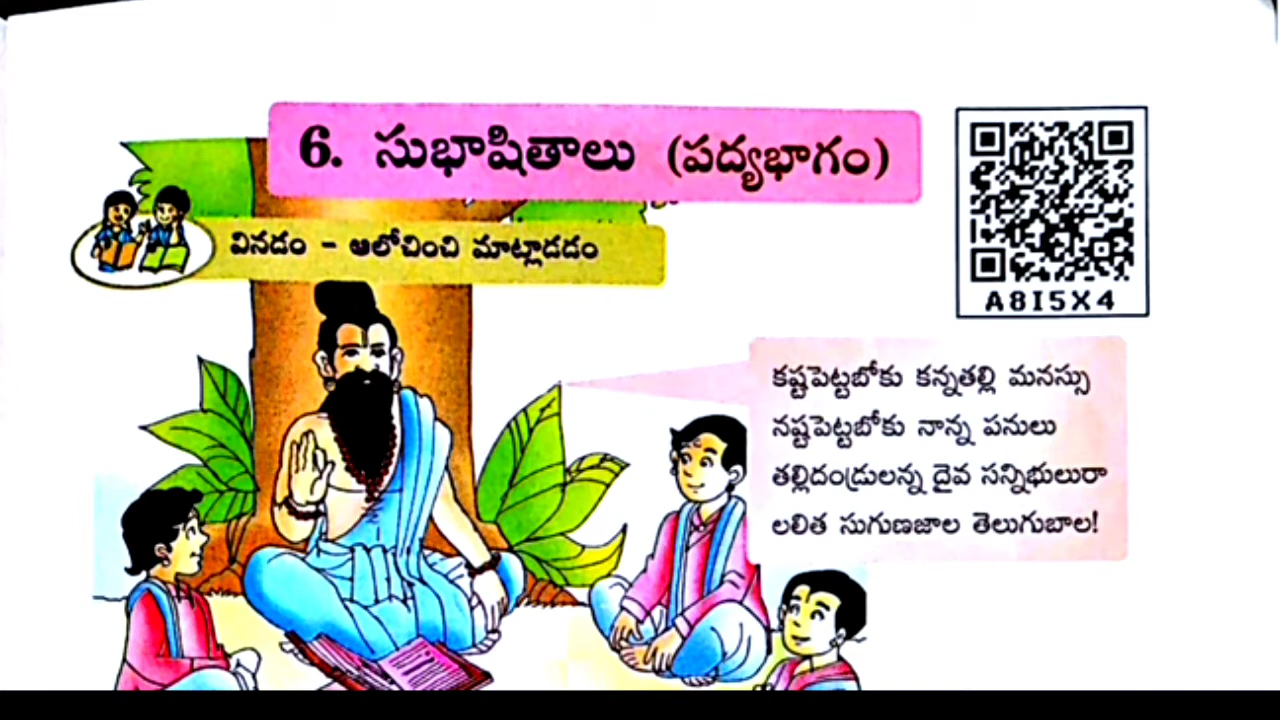 6. సుభాషితాలు (పద్యభాగం)
వినడం - ఆలోచించి మాట్లాడడం
A8I5X4
కష్టపెట్టబోకు కన్నతల్లి మనస్సు
నష్టపెట్టబోకు నాన్న పనులు
తల్లిదండ్రులన్న దైవ సన్నిభులురా
లలిత సుగుణజాల తెలుగుబాల!